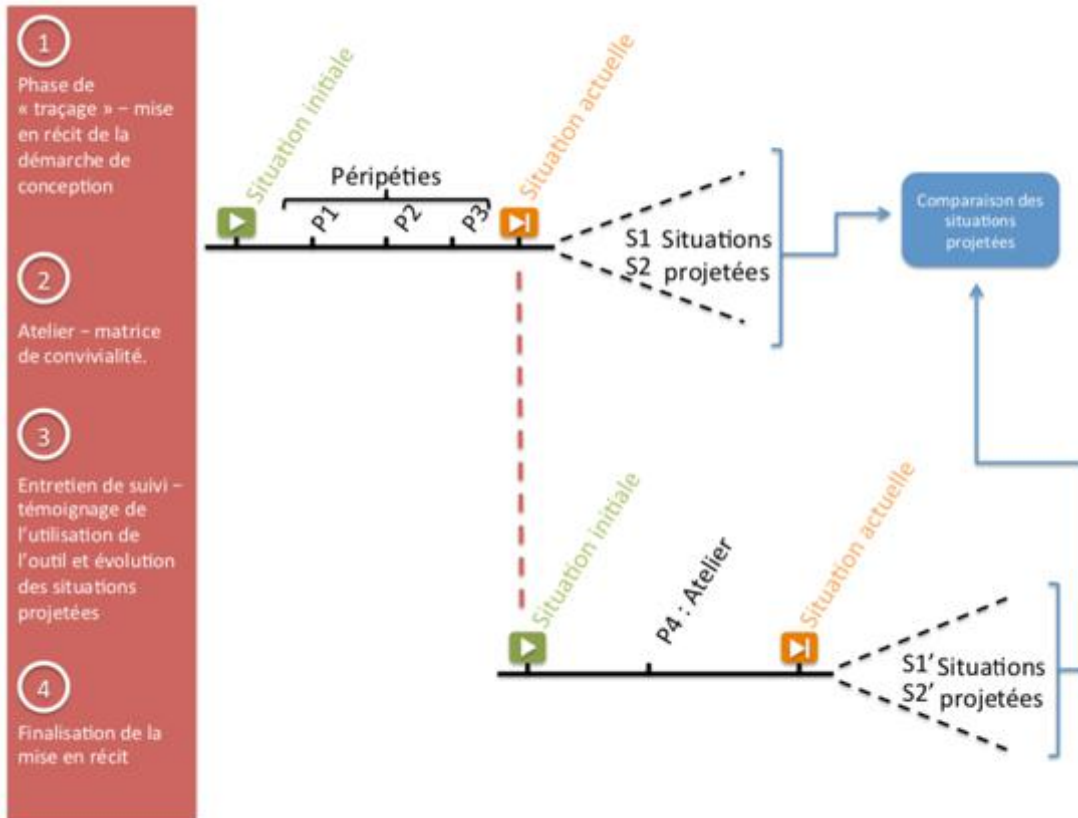 1
Phase de
« traçage » – mise
en récit de la
démarche de
conception
2
Atelier – matrice
de convivialité.
3
Entretien de suivi –
témoignage de
l'utilisation de
l'outil et évolution
des situations
projetées
4
Finalisation de la
mise en récit
Situation initiale
Péripéties
P1
P2
P3
Situation actuelle
S1 Situations
S2 projetées
Comparaison des
situations
projetées
Situation initiale
P4 : Atelier
Situation actuelle
S1' Situations
S2' projetées